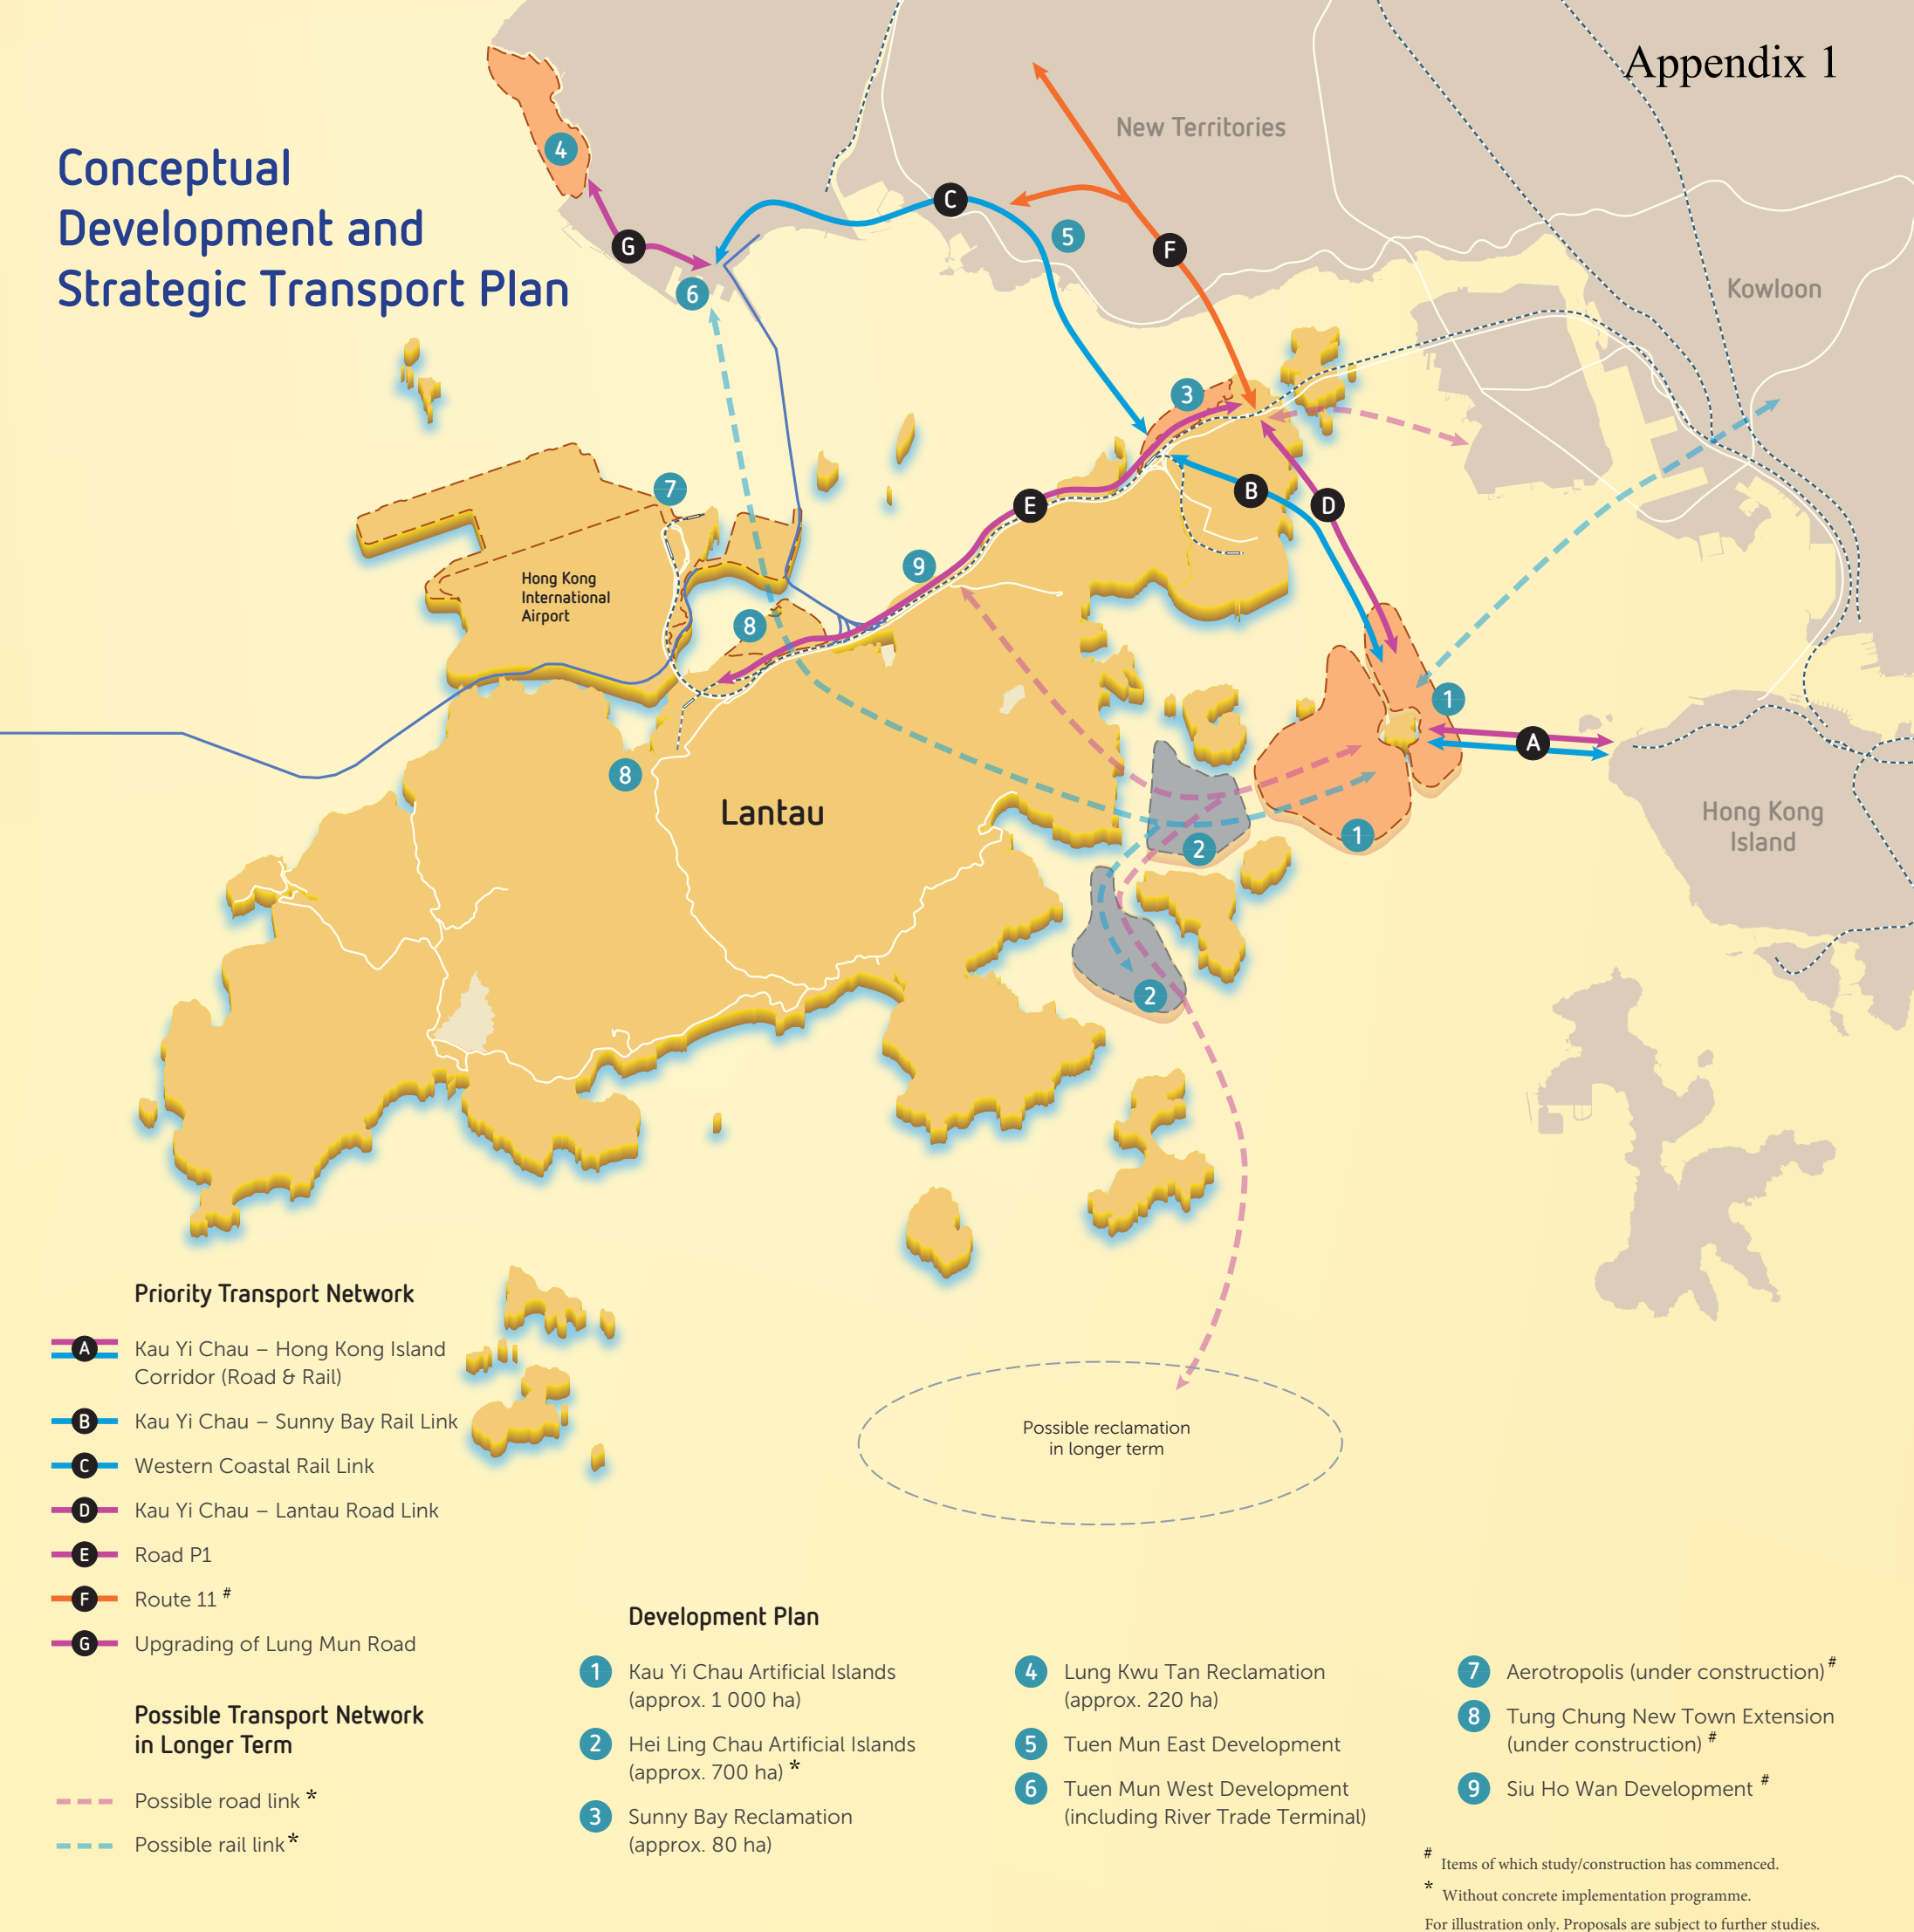 Appendix 1
Conceptual
Development and
Strategic Transport Plan
New Territories
Kowloon
4
G
6
C
5
F
3
7
B
D
E
9
Hong Kong
International
Airport
8
8
1
A
Lantau
Hong Kong
Island
1
2
2
Possible reclamation
in longer term
Priority Transport Network
A Kau Yi Chau – Hong Kong Island
Corridor (Road & Rail)
B Kau Yi Chau – Sunny Bay Rail Link
C Western Coastal Rail Link
D Kau Yi Chau – Lantau Road Link
E Road P1
F Route 11 #
G Upgrading of Lung Mun Road
Possible Transport Network
in Longer Term
Possible road link *
Possible rail link *
Development Plan
1 Kau Yi Chau Artificial Islands
(approx. 1 000 ha)
2 Hei Ling Chau Artificial Islands
(approx. 700 ha) *
3 Sunny Bay Reclamation
(approx. 80 ha)
4 Lung Kwu Tan Reclamation
(approx. 220 ha)
5 Tuen Mun East Development
6 Tuen Mun West Development
(including River Trade Terminal)
7 Aerotropolis (under construction) #
8 Tung Chung New Town Extension
(under construction) #
9 Siu Ho Wan Development #
# Items of which study/construction has commenced.
* Without concrete implementation programme.
For illustration only. Proposals are subject to further studies.